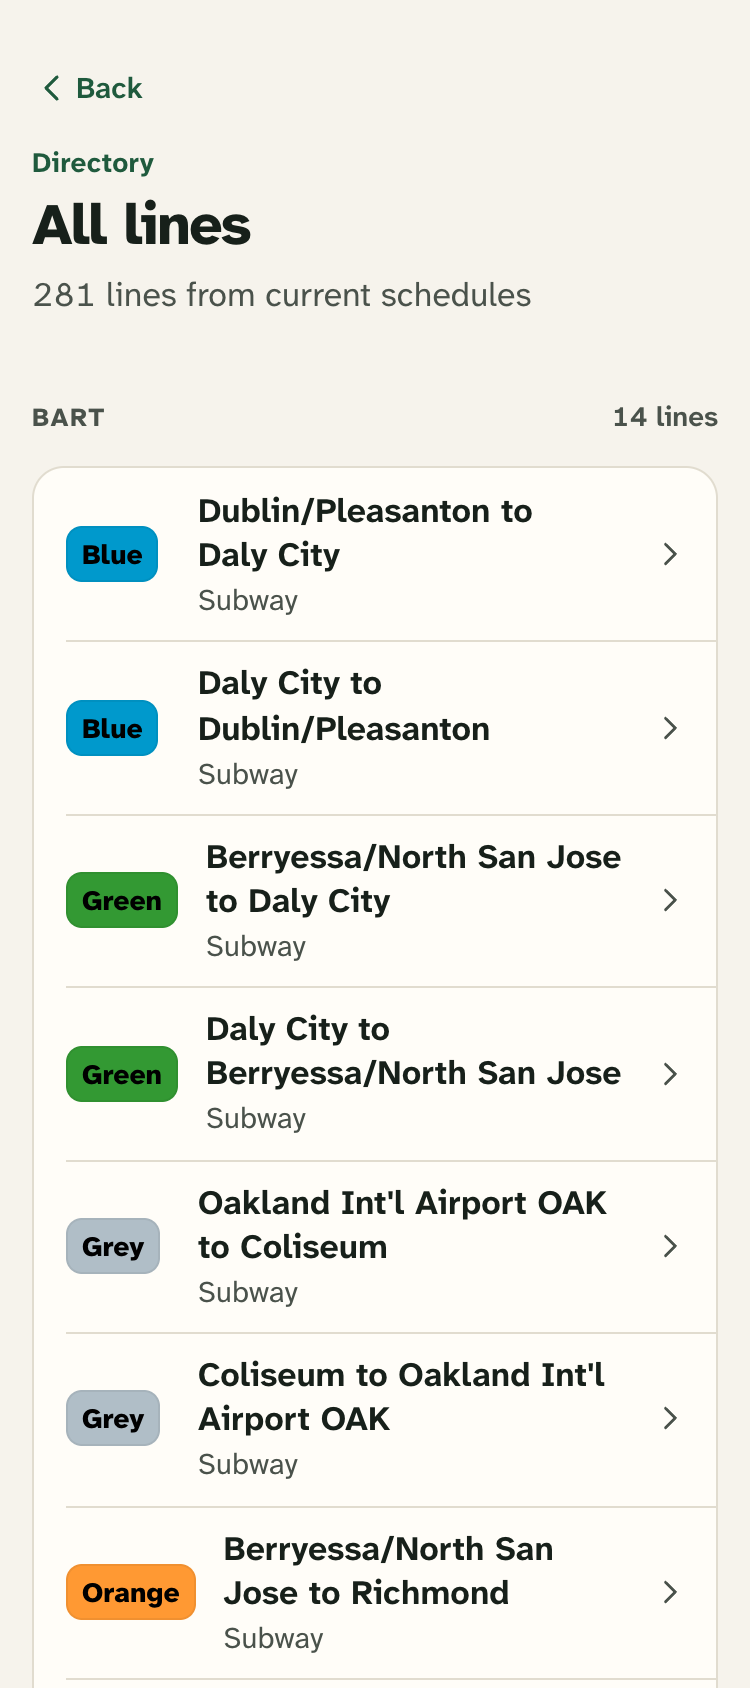 Back
Directory
All lines
281 lines from current schedules
BART 14 lines
Dublin/Pleasanton to
Blue Daly City
Subway
Daly City to
Blue Dublin/Pleasanton
Subway
Berryessa/North San Jose
Green to Daly City
Subway
Daly City to
Green Berryessa/North San Jose
Subway
Oakland Int'l Airport OAK
Grey to Coliseum
Subway
Coliseum to Oakland Int'l
Grey Airport OAK
Subway
Berryessa/North San
Orange Jose to Richmond
Subway